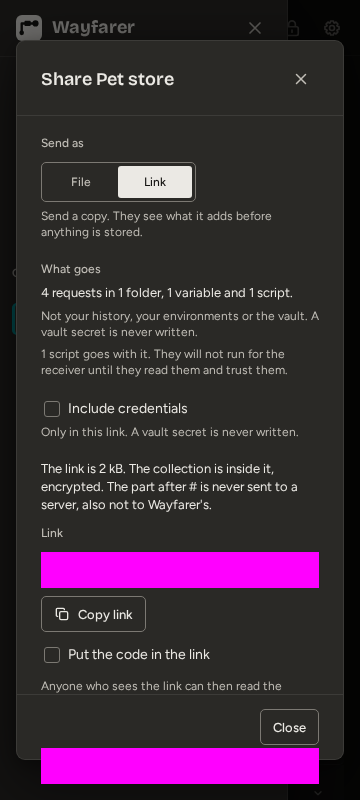 Wayfarer
Share Pet store
Send as
File
Link
Send a copy. They see what it adds before
anything is stored.
What goes
4 requests in 1 folder, 1 variable and 1 script.
Not your history, your environments or the vault. A
vault secret is never written.
1 script goes with it. They will not run for the
receiver until they read them and trust them.
Include credentials
Only in this link. A vault secret is never written.
The link is 2 kB. The collection is inside it,
encrypted. The part after # is never sent to a
server, also not to Wayfarer's.
Link
Copy link
Put the code in the link
Anyone who sees the link can then read the
Close